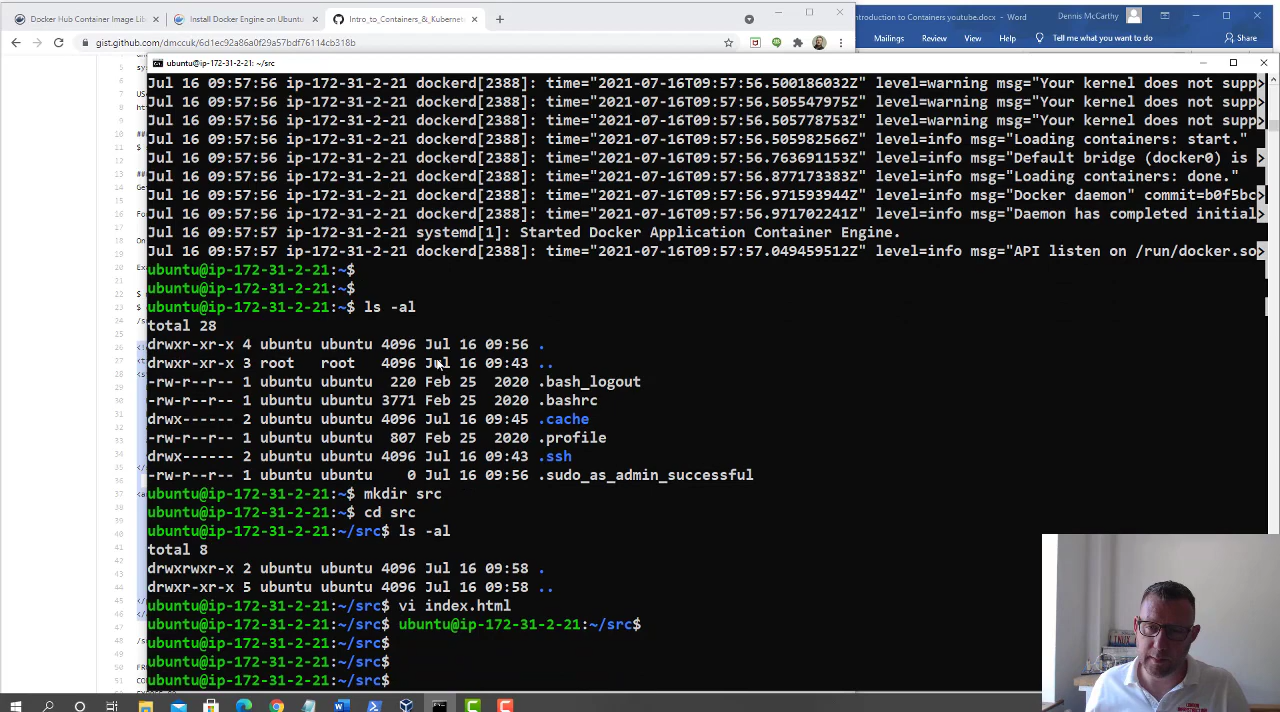 Docker Hub Container Image Lib
Install Docker Engine on Ubuntu
Intro_to_Containers_&_Kubernet
ntroduction to Containers youtube.docx - Word
Dennis McCarthy
gist.github.com/dmccuk/6d1ec92a86a0f29a57bdf76114cb318b
Mailings Review View Help Tell me what you want to do Share
ubuntu@ip-172-31-2-21: ~/src
Jul 16 09:57:56 ip-172-31-2-21 dockerd[2388]: time="2021-07-16T09:57:56.500186032Z" level=warning msg="Your kernel does not supp>
Jul 16 09:57:56 ip-172-31-2-21 dockerd[2388]: time="2021-07-16T09:57:56.505547975Z" level=warning msg="Your kernel does not supp>
Jul 16 09:57:56 ip-172-31-2-21 dockerd[2388]: time="2021-07-16T09:57:56.505778753Z" level=warning msg="Your kernel does not supp>
Jul 16 09:57:56 ip-172-31-2-21 dockerd[2388]: time="2021-07-16T09:57:56.505982566Z" level=info msg="Loading containers: start."
Jul 16 09:57:56 ip-172-31-2-21 dockerd[2388]: time="2021-07-16T09:57:56.763691153Z" level=info msg="Default bridge (docker0) is >
Jul 16 09:57:56 ip-172-31-2-21 dockerd[2388]: time="2021-07-16T09:57:56.877173383Z" level=info msg="Loading containers: done."
Jul 16 09:57:56 ip-172-31-2-21 dockerd[2388]: time="2021-07-16T09:57:56.971593944Z" level=info msg="Docker daemon" commit=b0f5bc>
Jul 16 09:57:56 ip-172-31-2-21 dockerd[2388]: time="2021-07-16T09:57:56.971702241Z" level=info msg="Daemon has completed initial>
Jul 16 09:57:56 ip-172-31-2-21 systemd[1]: Started Docker Application Container Engine.
Jul 16 09:57:57 ip-172-31-2-21 dockerd[2388]: time="2021-07-16T09:57:57.049459512Z" level=info msg="API listen on /run/docker.so>
ubuntu@ip-172-31-2-21:~$
ubuntu@ip-172-31-2-21:~$
ubuntu@ip-172-31-2-21:~$ ls -al
total 28
drwxr-xr-x 4 ubuntu ubuntu 4096 Jul 16 09:56 .
drwxr-xr-x 3 root root 4096 Jul 16 09:43 ..
-rw-r--r-- 1 ubuntu ubuntu 220 Feb 25 2020 .bash_logout
-rw-r--r-- 1 ubuntu ubuntu 3771 Feb 25 2020 .bashrc
drwx------ 2 ubuntu ubuntu 4096 Jul 16 09:45 .cache
-rw-r--r-- 1 ubuntu ubuntu 807 Feb 25 2020 .profile
drwx------ 2 ubuntu ubuntu 4096 Jul 16 09:43 .ssh
-rw-r--r-- 1 ubuntu ubuntu 0 Jul 16 09:56 .sudo_as_admin_successful
ubuntu@ip-172-31-2-21:~$ mkdir src
ubuntu@ip-172-31-2-21:~$ cd src
ubuntu@ip-172-31-2-21:~/src$ ls -al
total 8
drwxrwxr-x 2 ubuntu ubuntu 4096 Jul 16 09:58 .
drwxr-xr-x 5 ubuntu ubuntu 4096 Jul 16 09:58 ..
ubuntu@ip-172-31-2-21:~/src$ vi index.html
ubuntu@ip-172-31-2-21:~/src$ ubuntu@ip-172-31-2-21:~/src$
ubuntu@ip-172-31-2-21:~/src$
ubuntu@ip-172-31-2-21:~/src$
ubuntu@ip-172-31-2-21:~/src$